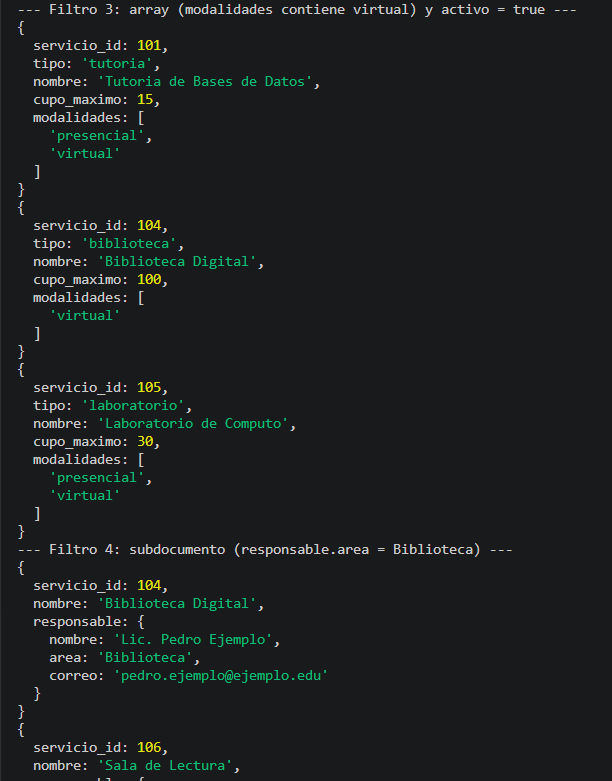 --- Filtro 3: array (modalidades contiene virtual) y activo = true ---
{
  servicio_id: 101,
  tipo: 'tutoria',
  nombre: 'Tutoria de Bases de Datos',
  cupo_maximo: 15,
  modalidades: [
    'presencial',
    'virtual'
  ]
}
{
  servicio_id: 104,
  tipo: 'biblioteca',
  nombre: 'Biblioteca Digital',
  cupo_maximo: 100,
  modalidades: [
    'virtual'
  ]
}
{
  servicio_id: 105,
  tipo: 'laboratorio',
  nombre: 'Laboratorio de Computo',
  cupo_maximo: 30,
  modalidades: [
    'presencial',
    'virtual'
  ]
}
--- Filtro 4: subdocumento (responsable.area = Biblioteca) ---
{
  servicio_id: 104,
  nombre: 'Biblioteca Digital',
  responsable: {
    nombre: 'Lic. Pedro Ejemplo',
    area: 'Biblioteca',
    correo: 'pedro.ejemplo@ejemplo.edu'
  }
}
{
  servicio_id: 106,
  nombre: 'Sala de Lectura',